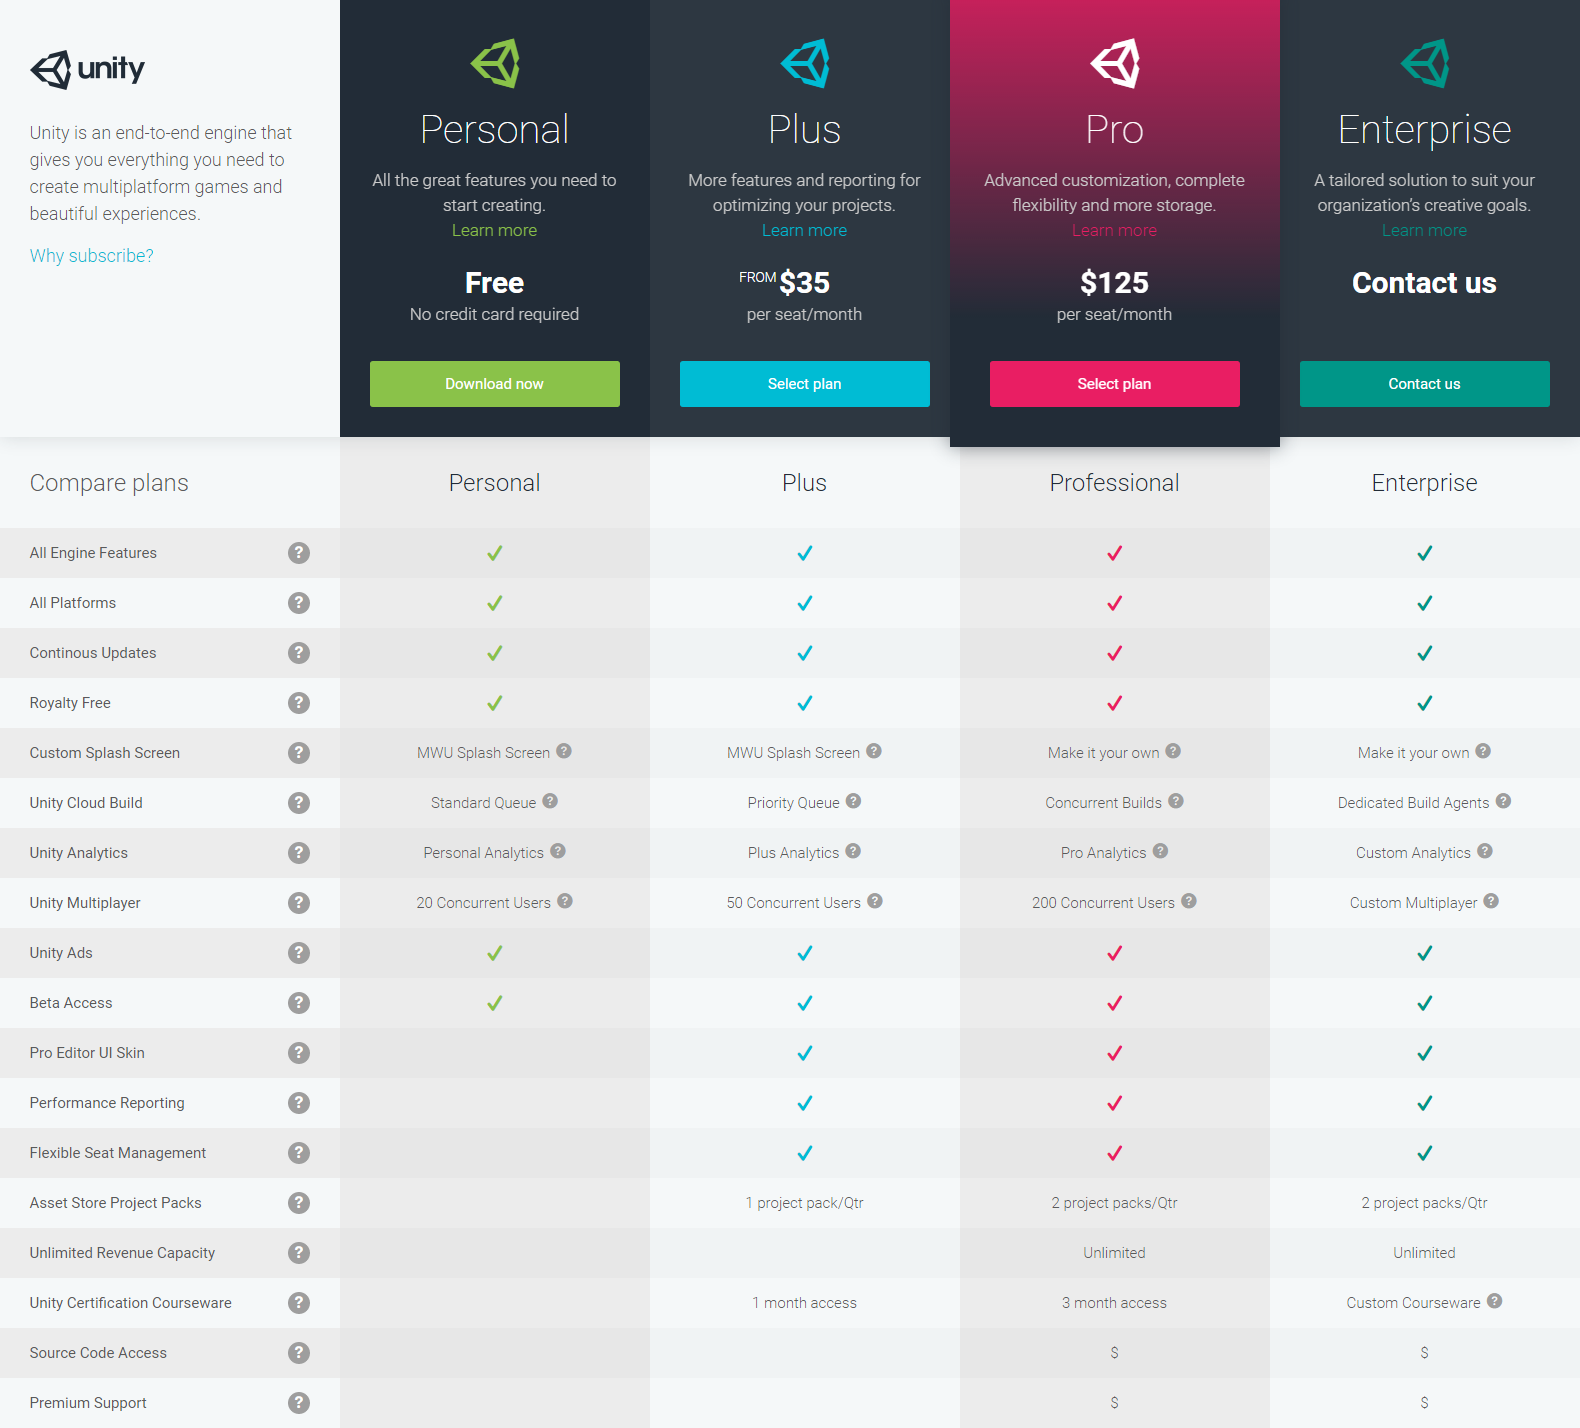 unity
Unity is an end-to-end engine that
gives you everything you need to
create multiplatform games and
beautiful experiences.
Why subscribe?
Personal
All the great features you need to
start creating.
Learn more
Free
No credit card required
Download now
Plus
More features and reporting for
optimizing your projects.
Learn more
FROM $35
per seat/month
Select plan
Pro
Advanced customization, complete
flexibility and more storage.
Learn more
$125
per seat/month
Select plan
Enterprise
A tailored solution to suit your
organization’s creative goals.
Learn more
Contact us
Contact us
Compare plans Personal Plus Professional Enterprise
All Engine Features ?
All Platforms ?
Continous Updates ?
Royalty Free ?
Custom Splash Screen ? MWU Splash Screen ? MWU Splash Screen ? Make it your own ? Make it your own ?
Unity Cloud Build ? Standard Queue ? Priority Queue ? Concurrent Builds ? Dedicated Build Agents ?
Unity Analytics ? Personal Analytics ? Plus Analytics ? Pro Analytics ? Custom Analytics ?
Unity Multiplayer ? 20 Concurrent Users ? 50 Concurrent Users ? 200 Concurrent Users ? Custom Multiplayer ?
Unity Ads ?
Beta Access ?
Pro Editor UI Skin ?
Performance Reporting ?
Flexible Seat Management ?
Asset Store Project Packs ? 1 project pack/Qtr 2 project packs/Qtr 2 project packs/Qtr
Unlimited Revenue Capacity ? Unlimited Unlimited
Unity Certification Courseware ? 1 month access 3 month access Custom Courseware ?
Source Code Access ? $ $
Premium Support ? $ $